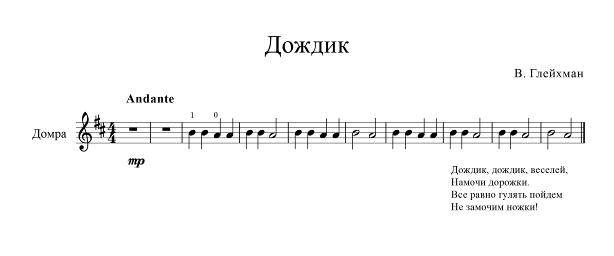 Дождик
В. Глейхман
Andante
1 0
Домра
mp
Дождик, дождик, веселей,
Намочи дорожки.
Все равно гулять пойдем
Не замочим ножки!